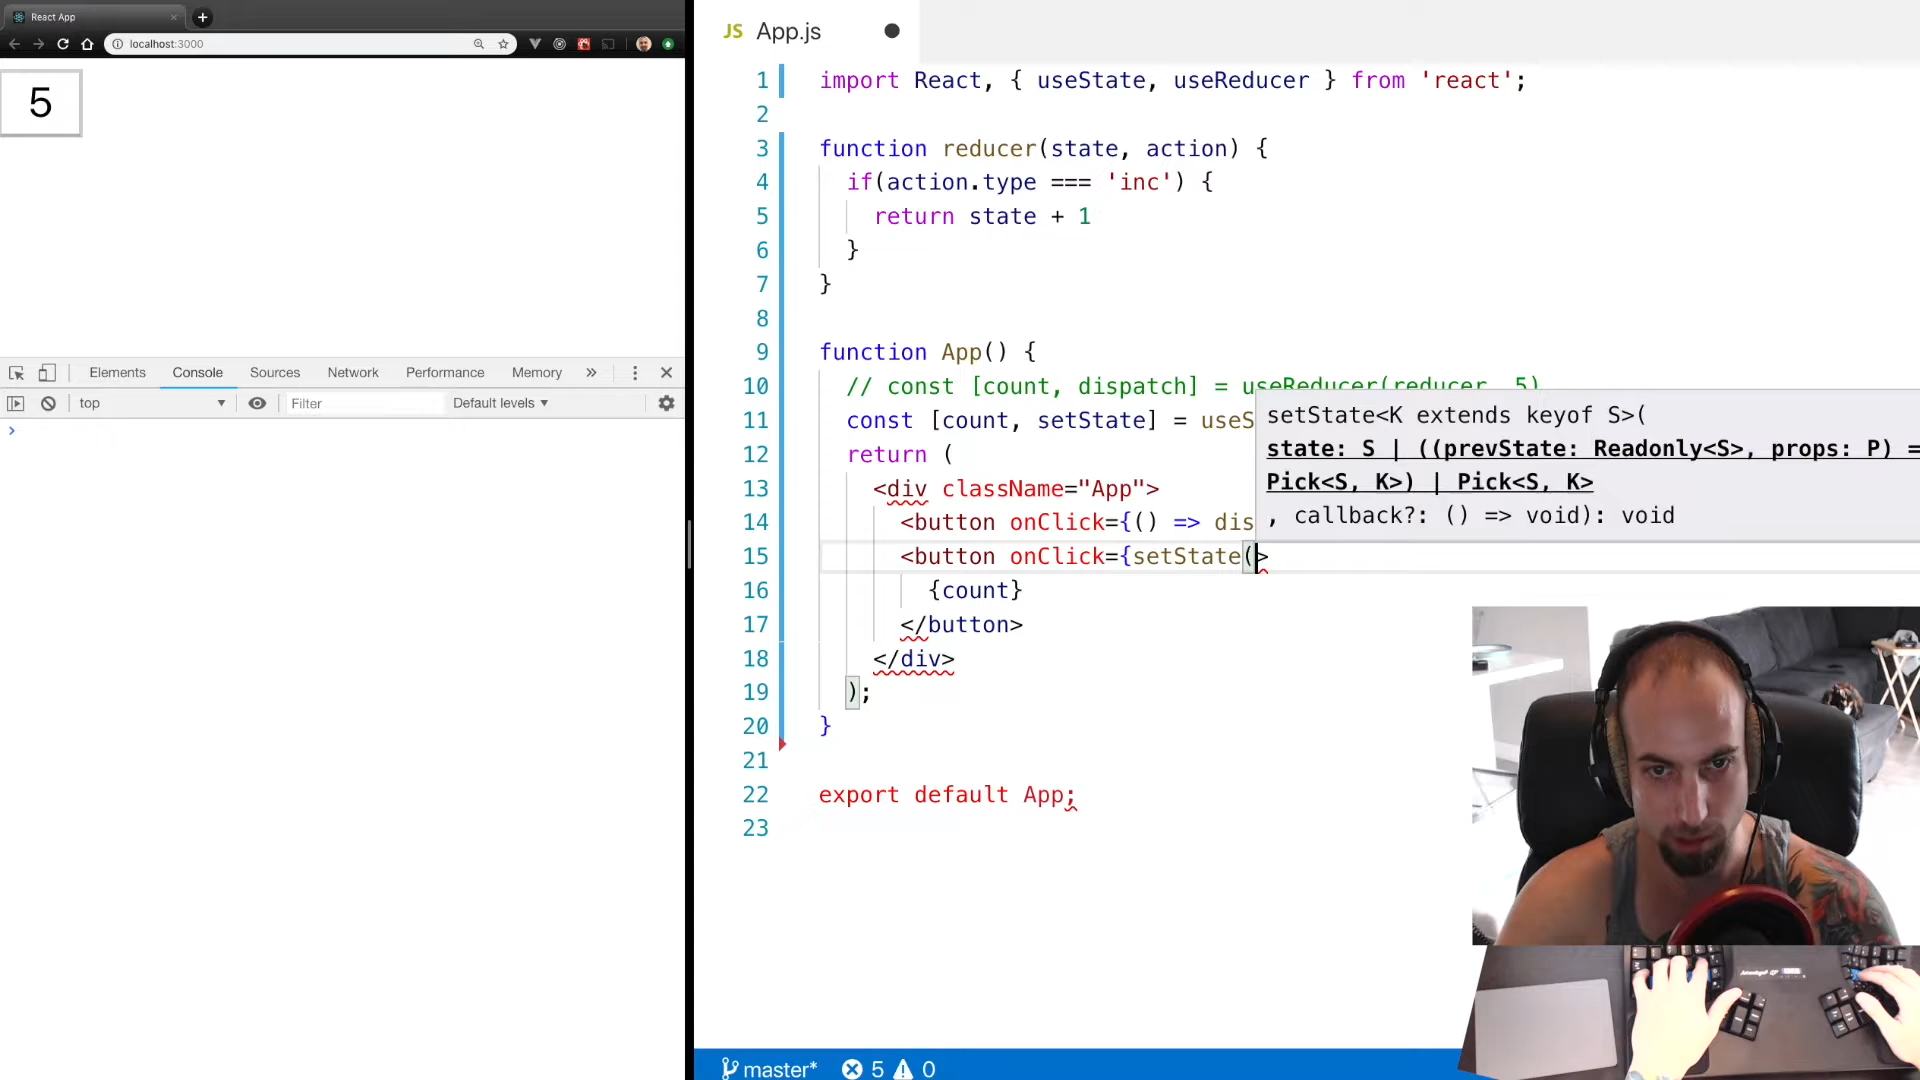 React App
localhost:3000
5
Elements Console Sources Network Performance Memory »
top Filter Default levels
JS App.js
1 import React, { useState, useReducer } from 'react';
2
3 function reducer(state, action) {
4 if(action.type === 'inc') {
5 return state + 1
6 }
7 }
8
9 function App() {
10 // const [count, dispatch] = useReducer(reducer, 5)
11 const [count, setState] = useS
12 return (
13 <div className="App">
14 <button onClick={() => dis
15 <button onClick={setState(>
16 {count}
17 </button>
18 </div>
19 );
20 }
21
22 export default App;
23
setState<K extends keyof S>(
state: S | ((prevState: Readonly<S>, props: P) =
Pick<S, K>) | Pick<S, K>
, callback?: () => void): void
master* 5 0